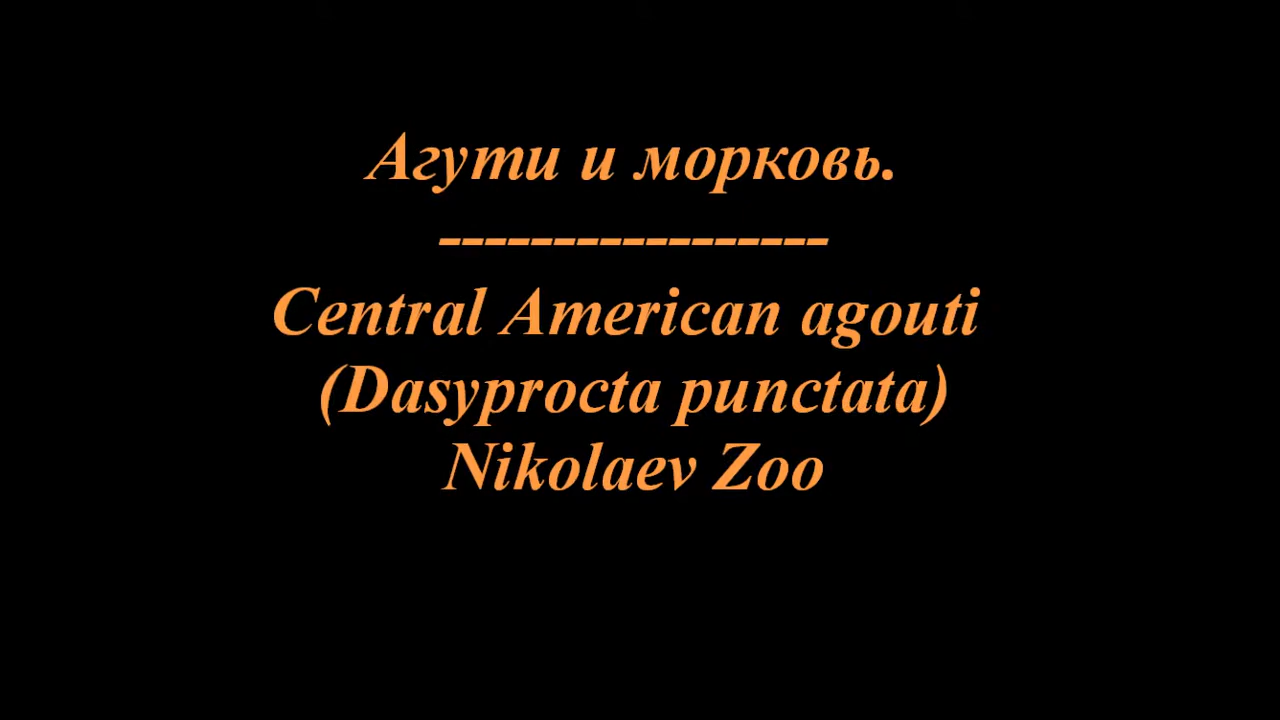 Агути и морковь.
-----------------
Central American agouti
(Dasyprocta punctata)
Nikolaev Zoo